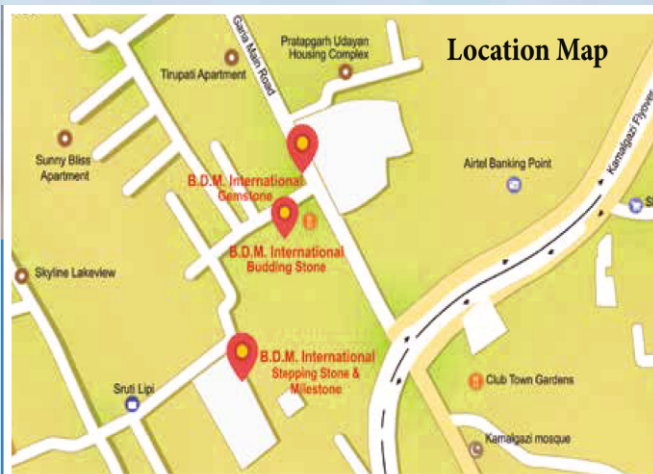 Location Map
Garia Main Road
Pratapgarh Udayan
Housing Complex
Tirupati Apartment
Kamalgazi Flyover
Sunny Bliss
Apartment
Airtel Banking Point
B.D.M. International
Gemstone
B.D.M. International
Budding Stone
Skyline Lakeview
B.D.M. International
Stepping Stone &
Milestone
Sruti Lipi
Club Town Gardens
Kamalgazi mosque